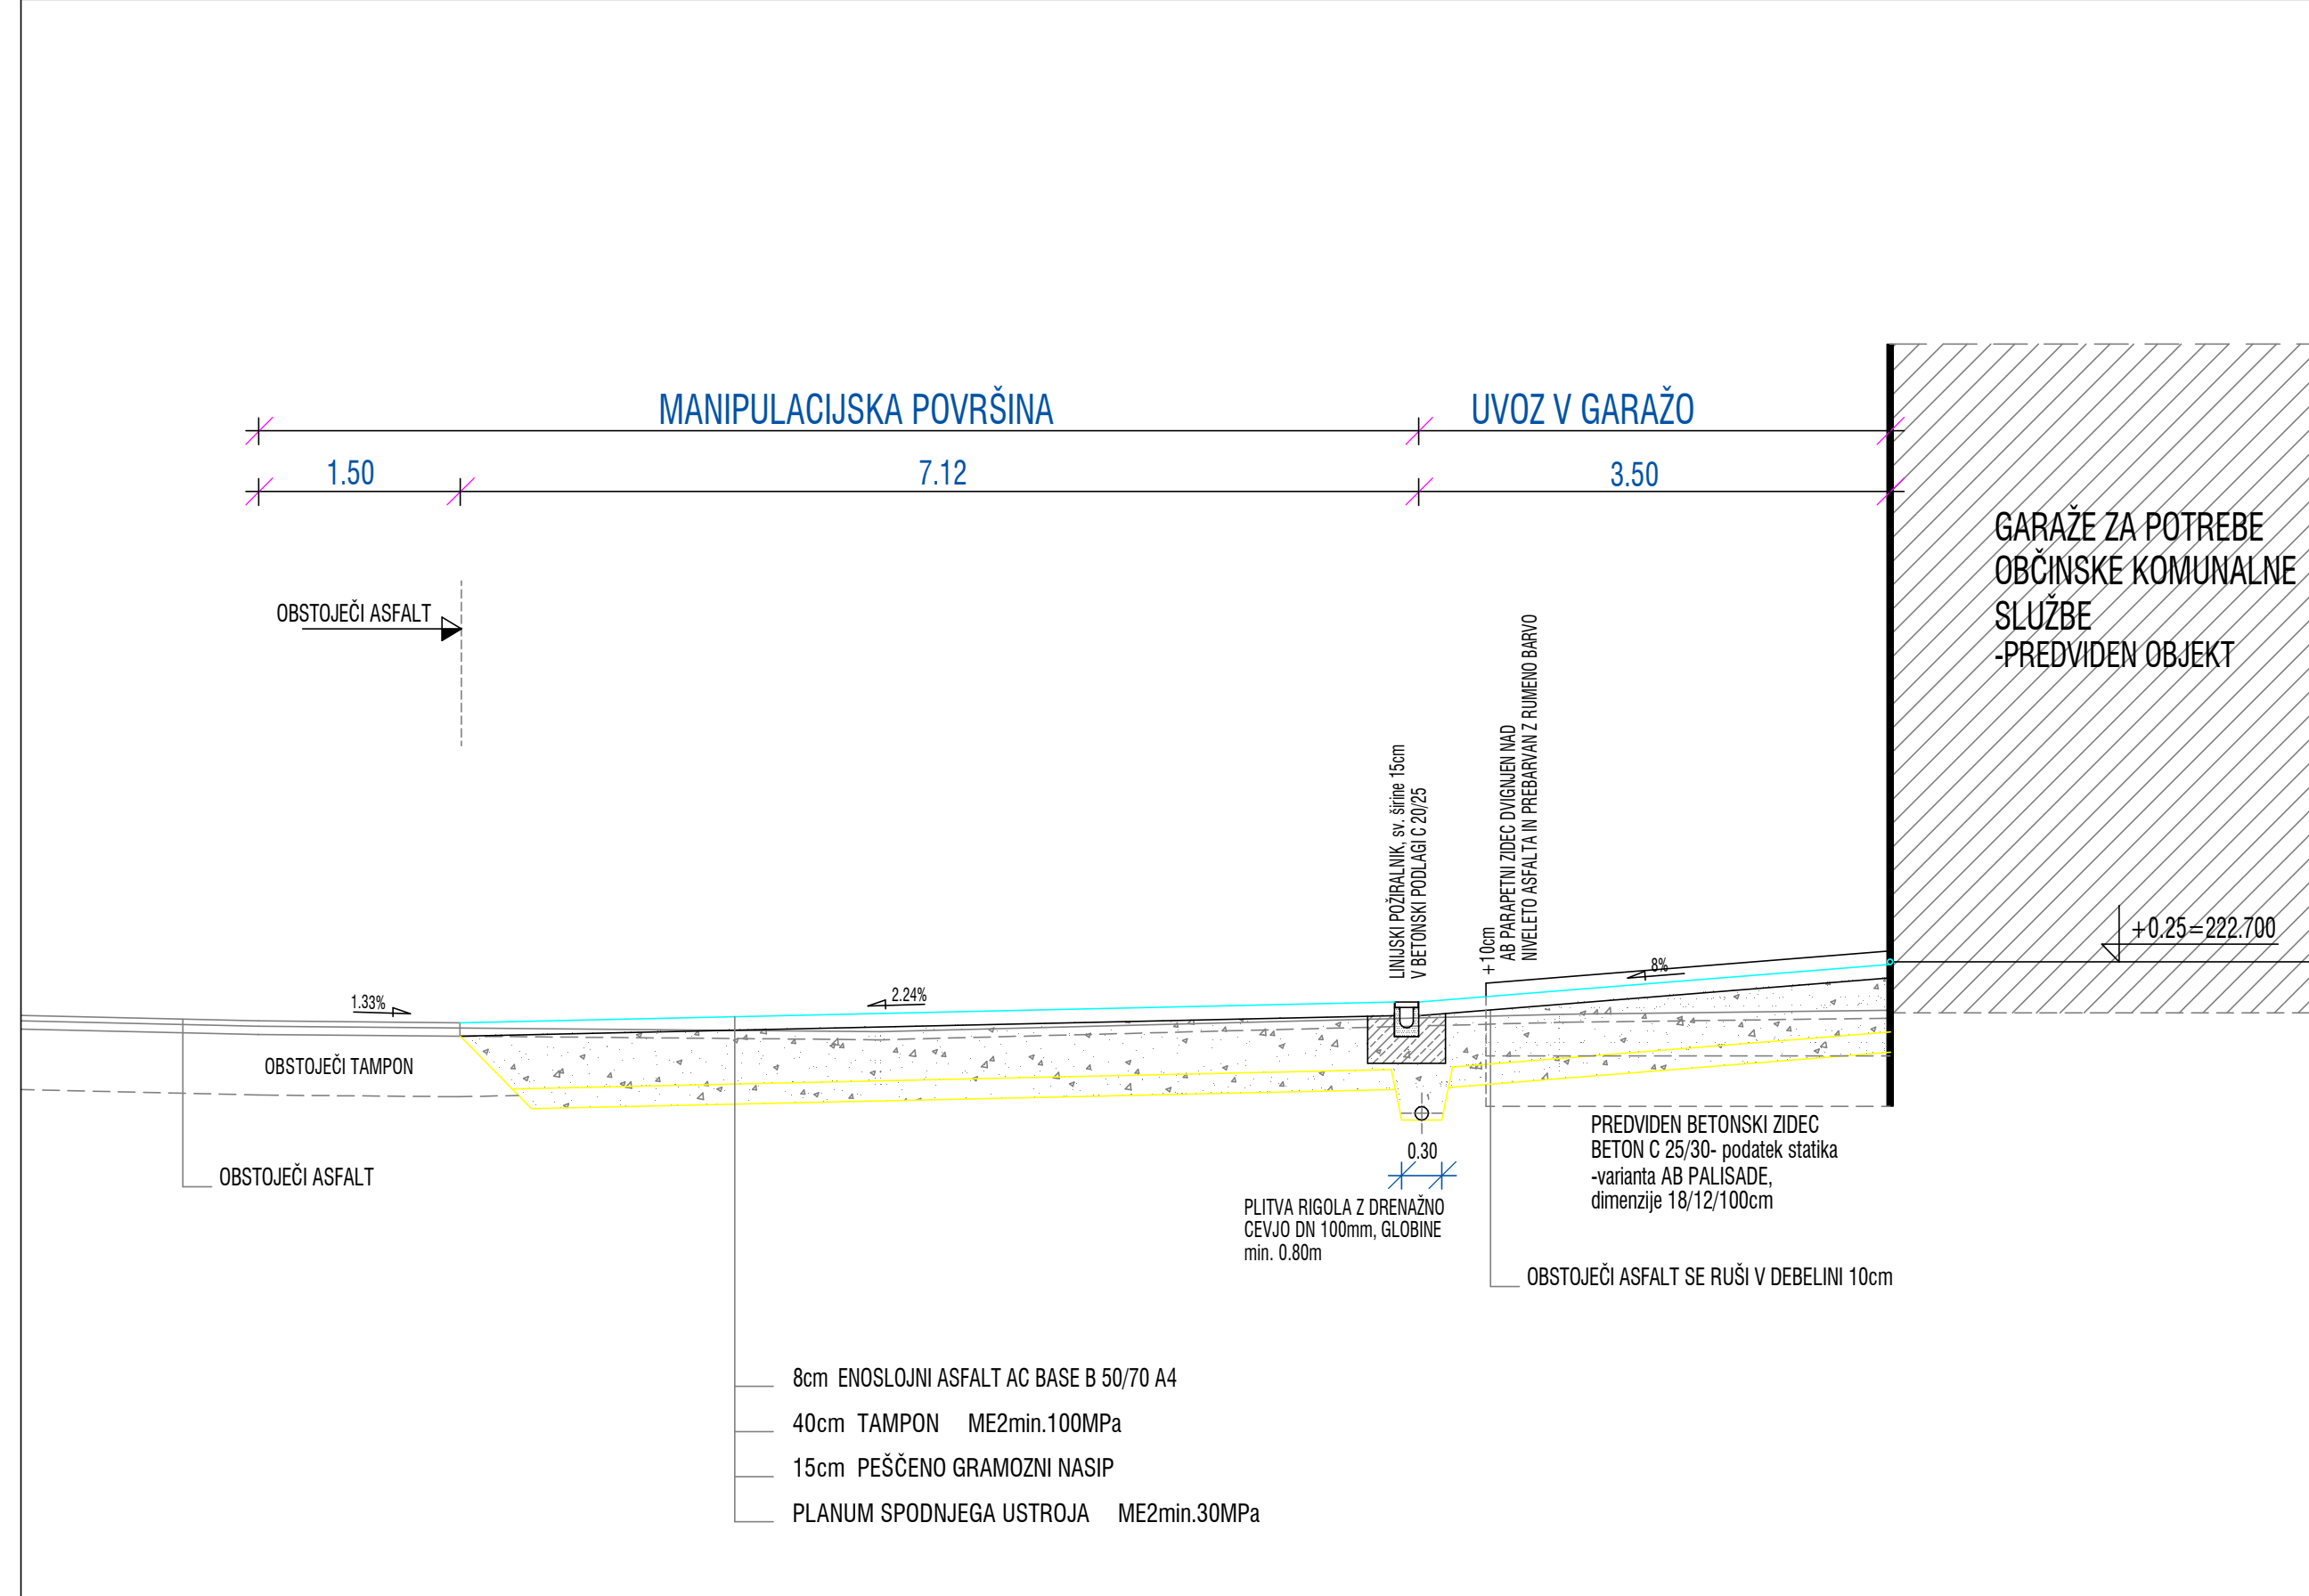 MANIPULACIJSKA POVRŠINA
UVOZ V GARAŽO
1.50
7.12
3.50
GARAŽE ZA POTREBE
OBČINSKE KOMUNALNE
SLUŽBE
-PREDVIDEN OBJEKT
OBSTOJEČI ASFALT
LINIJSKI POŽIRALNIK, sv. širine 15cm
V BETONSKI PODLAGI C 20/25
+10cm
AB PARAPETNI ZIDEC DVIGNJEN NAD
NIVELETO ASFALTA IN PREBARVAN Z RUMENO BARVO
+0.25=222.700
1.33%
2.24%
8%
OBSTOJEČI TAMPON
OBSTOJEČI ASFALT
0.30
PLITVA RIGOLA Z DRENAŽNO
CEVJO DN 100mm, GLOBINE
min. 0.80m
PREDVIDEN BETONSKI ZIDEC
BETON C 25/30- podatek statika
-varianta AB PALISADE,
dimenzije 18/12/100cm
OBSTOJEČI ASFALT SE RUŠI V DEBELINI 10cm
8cm ENOSLOJNI ASFALT AC BASE B 50/70 A4
40cm TAMPON ME2min.100MPa
15cm PEŠČENO GRAMOZNI NASIP
PLANUM SPODNJEGA USTROJA ME2min.30MPa